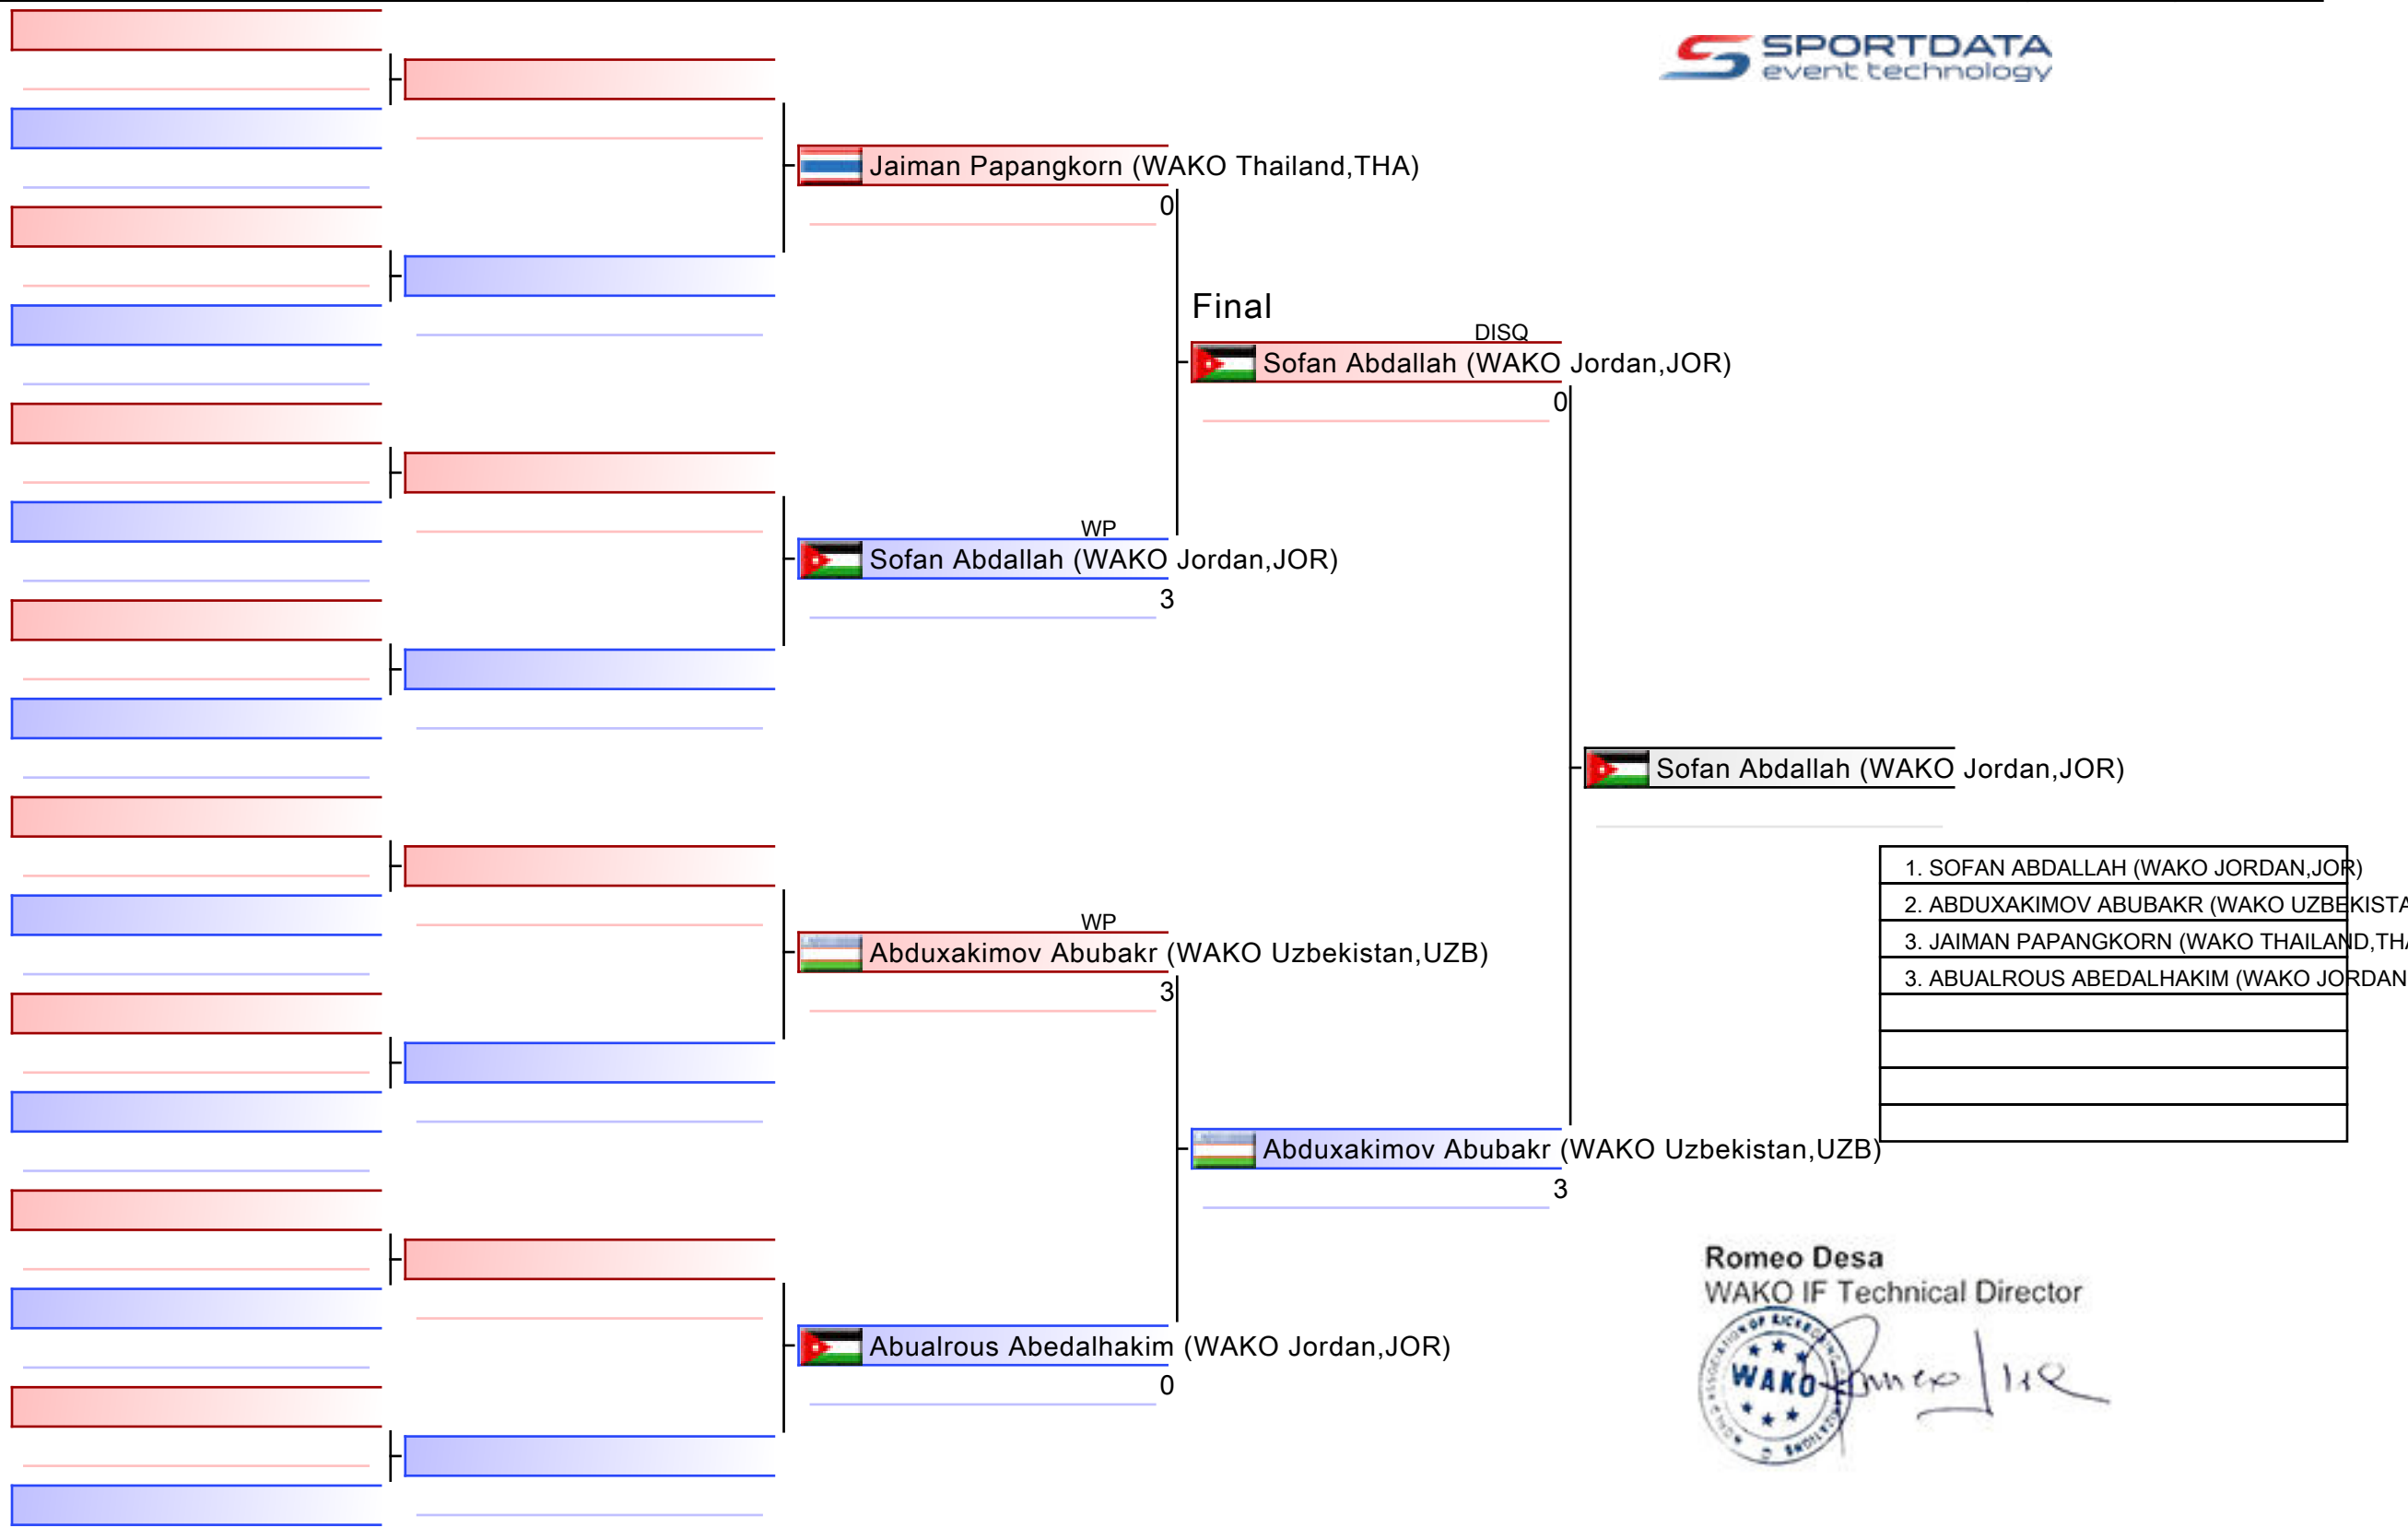 SPORTDATA
event technology
Jaiman Papangkorn (WAKO Thailand,THA)
0
Final
DISQ
Sofan Abdallah (WAKO Jordan,JOR)
0
WP
Sofan Abdallah (WAKO Jordan,JOR)
3
Sofan Abdallah (WAKO Jordan,JOR)
1. SOFAN ABDALLAH (WAKO JORDAN,JOR)
2. ABDUXAKIMOV ABUBAKR (WAKO UZBEKISTA
3. JAIMAN PAPANGKORN (WAKO THAILAND,THA
3. ABUALROUS ABEDALHAKIM (WAKO JORDAN
WP
Abduxakimov Abubakr (WAKO Uzbekistan,UZB)
3
Abduxakimov Abubakr (WAKO Uzbekistan,UZB)
3
Abualrous Abedalhakim (WAKO Jordan,JOR)
0
Romeo Desa
WAKO IF Technical Director
WAKO